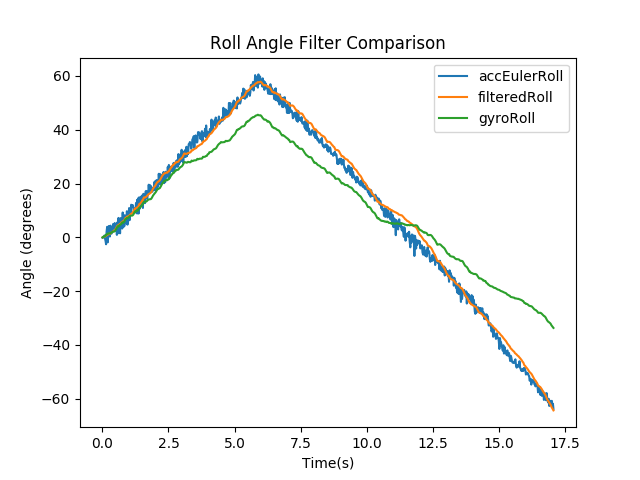 Roll Angle Filter Comparison
accEulerRoll
filteredRoll
gyroRoll
60
40
20
0
−20
−40
−60
Angle (degrees)
0.0 2.5 5.0 7.5 10.0 12.5 15.0 17.5
Time(s)